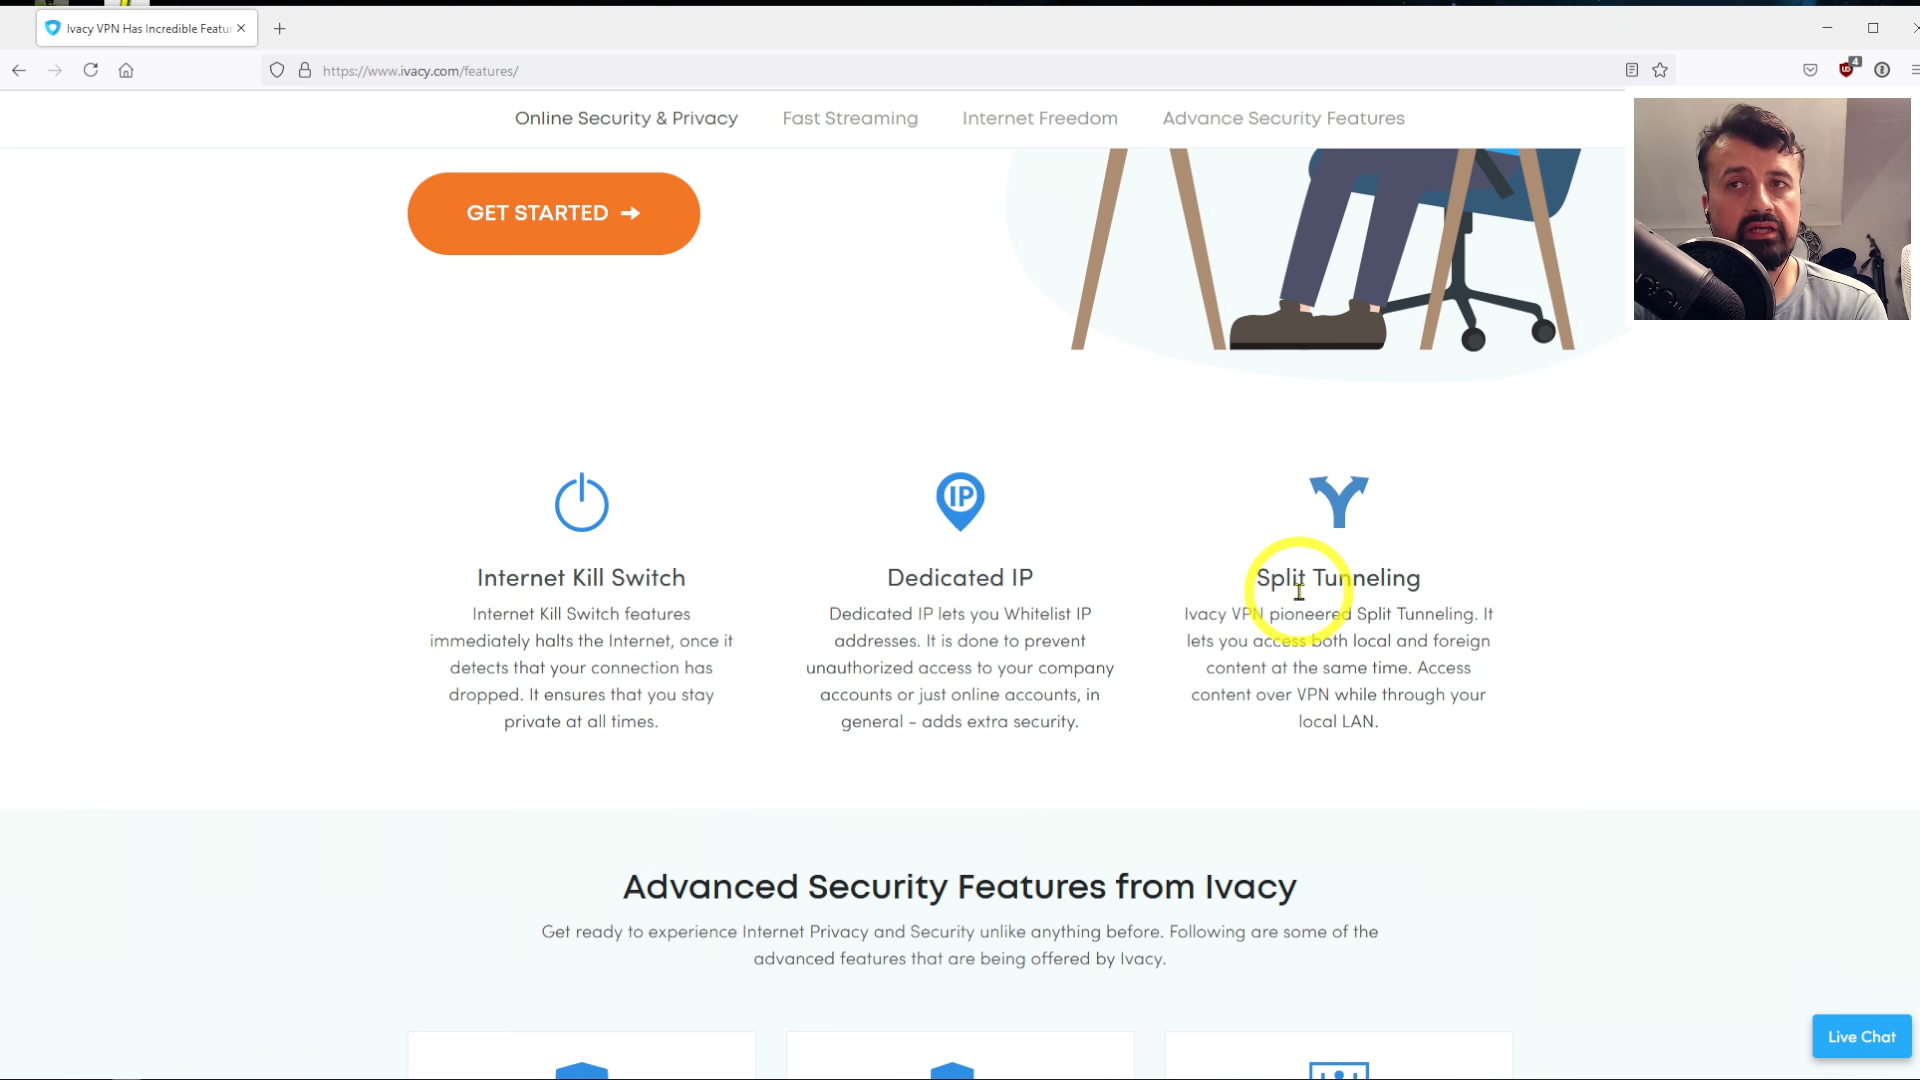 Ivacy VPN Has Incredible Featu
https://www.ivacy.com/features/
4
Online Security & Privacy
Fast Streaming
Internet Freedom
Advance Security Features
GET STARTED
IP
Internet Kill Switch
Internet Kill Switch features
immediately halts the Internet, once it
detects that your connection has
dropped. It ensures that you stay
private at all times.
Dedicated IP
Dedicated IP lets you Whitelist IP
addresses. It is done to prevent
unauthorized access to your company
accounts or just online accounts, in
general - adds extra security.
Split Tunneling
Ivacy VPN pioneered Split Tunneling. It
lets you access both local and foreign
content at the same time. Access
content over VPN while through your
local LAN.
Advanced Security Features from Ivacy
Get ready to experience Internet Privacy and Security unlike anything before. Following are some of the
advanced features that are being offered by Ivacy.
Live Chat